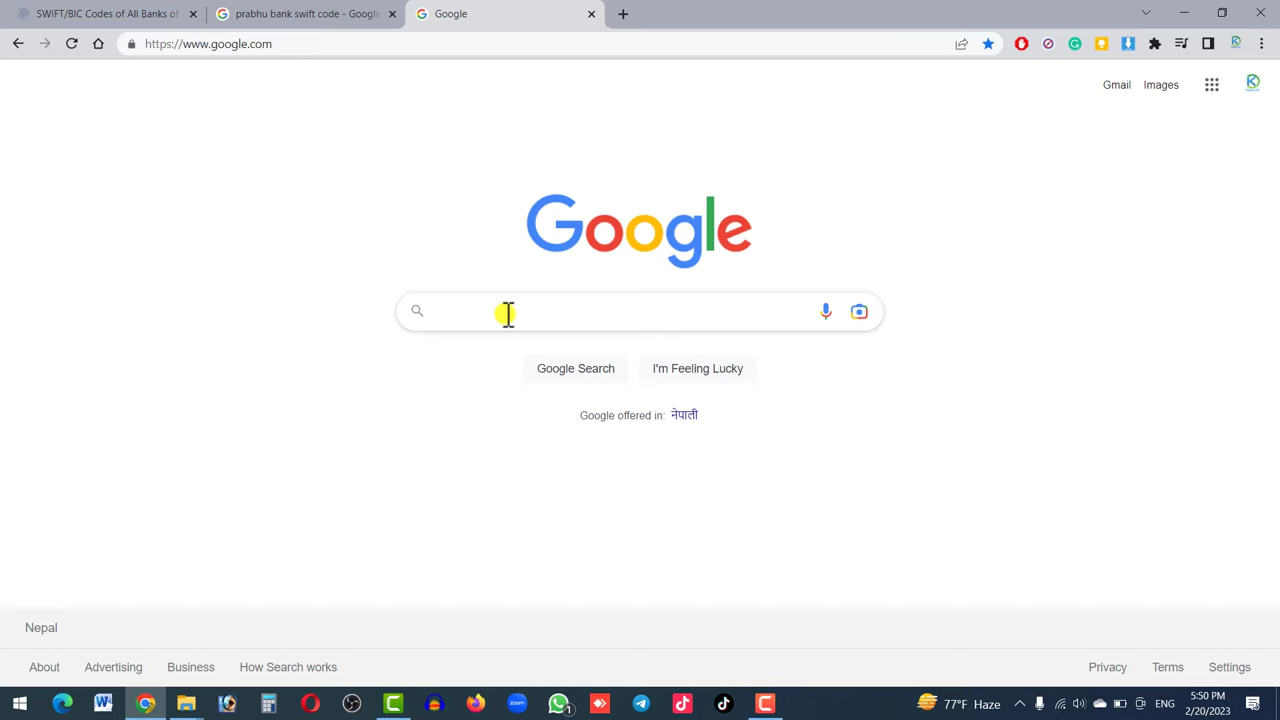 SWIFT/BIC Codes of All Banks of
prabhu bank swift code - Google
Google
https://www.google.com
Gmail
Images
Google
Google Search
I'm Feeling Lucky
Google offered in: नेपाली
Nepal
About
Advertising
Business
How Search works
Privacy
Terms
Settings
zoom
1
77°F Haze
ENG
5:50 PM
2/20/2023